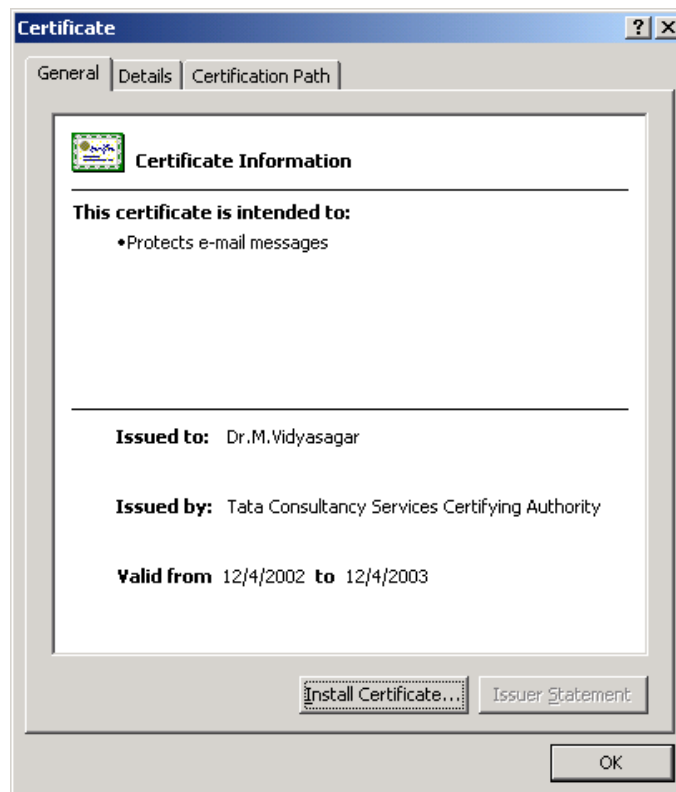 Certificate
General Details Certification Path
Certificate Information
This certificate is intended to:
•Protects e-mail messages
Issued to: Dr.M.Vidyasagar
Issued by: Tata Consultancy Services Certifying Authority
Valid from 12/4/2002 to 12/4/2003
Install Certificate... Issuer Statement
OK